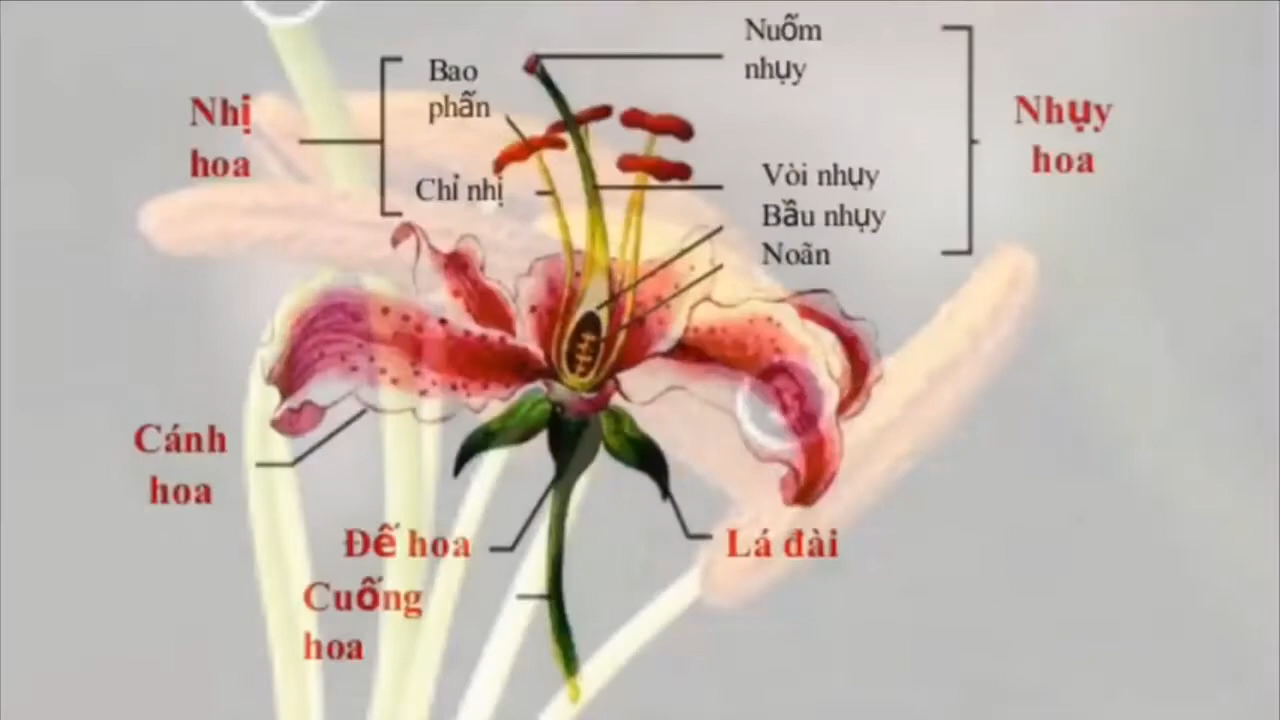 Nhị
hoa
Bao
phấn
Chỉ nhị
Nuốm
nhụy
Vòi nhụy
Bầu nhụy
Noãn
Nhụy
hoa
Cánh
hoa
Đế hoa
Lá đài
Cuống
hoa